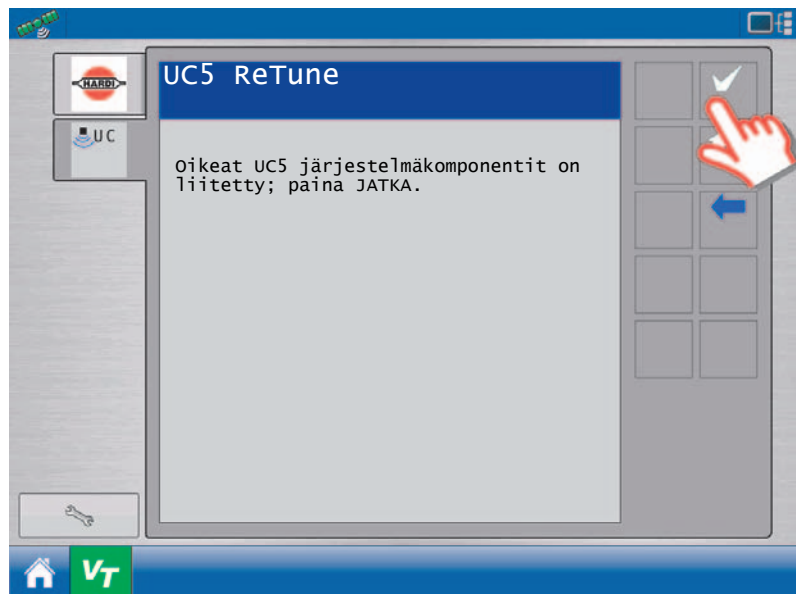 HARDI
UC5 ReTune
UC
Oikeat UC5 järjestelmäkomponentit on
liitetty; paina JATKA.
VT